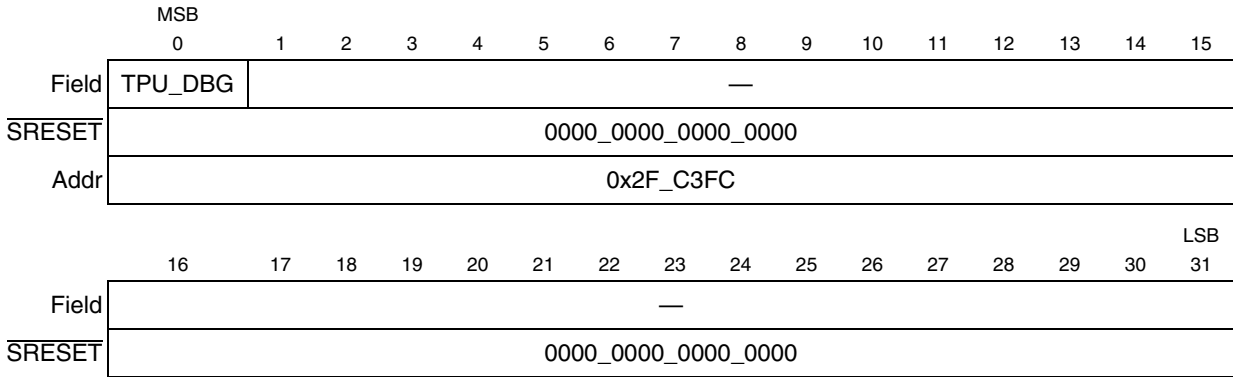 MSB
0 1 2 3 4 5 6 7 8 9 10 11 12 13 14 15
Field TPU_DBG —
SRESET 0000_0000_0000_0000
Addr 0x2F_C3FC
LSB
16 17 18 19 20 21 22 23 24 25 26 27 28 29 30 31
Field —
SRESET 0000_0000_0000_0000